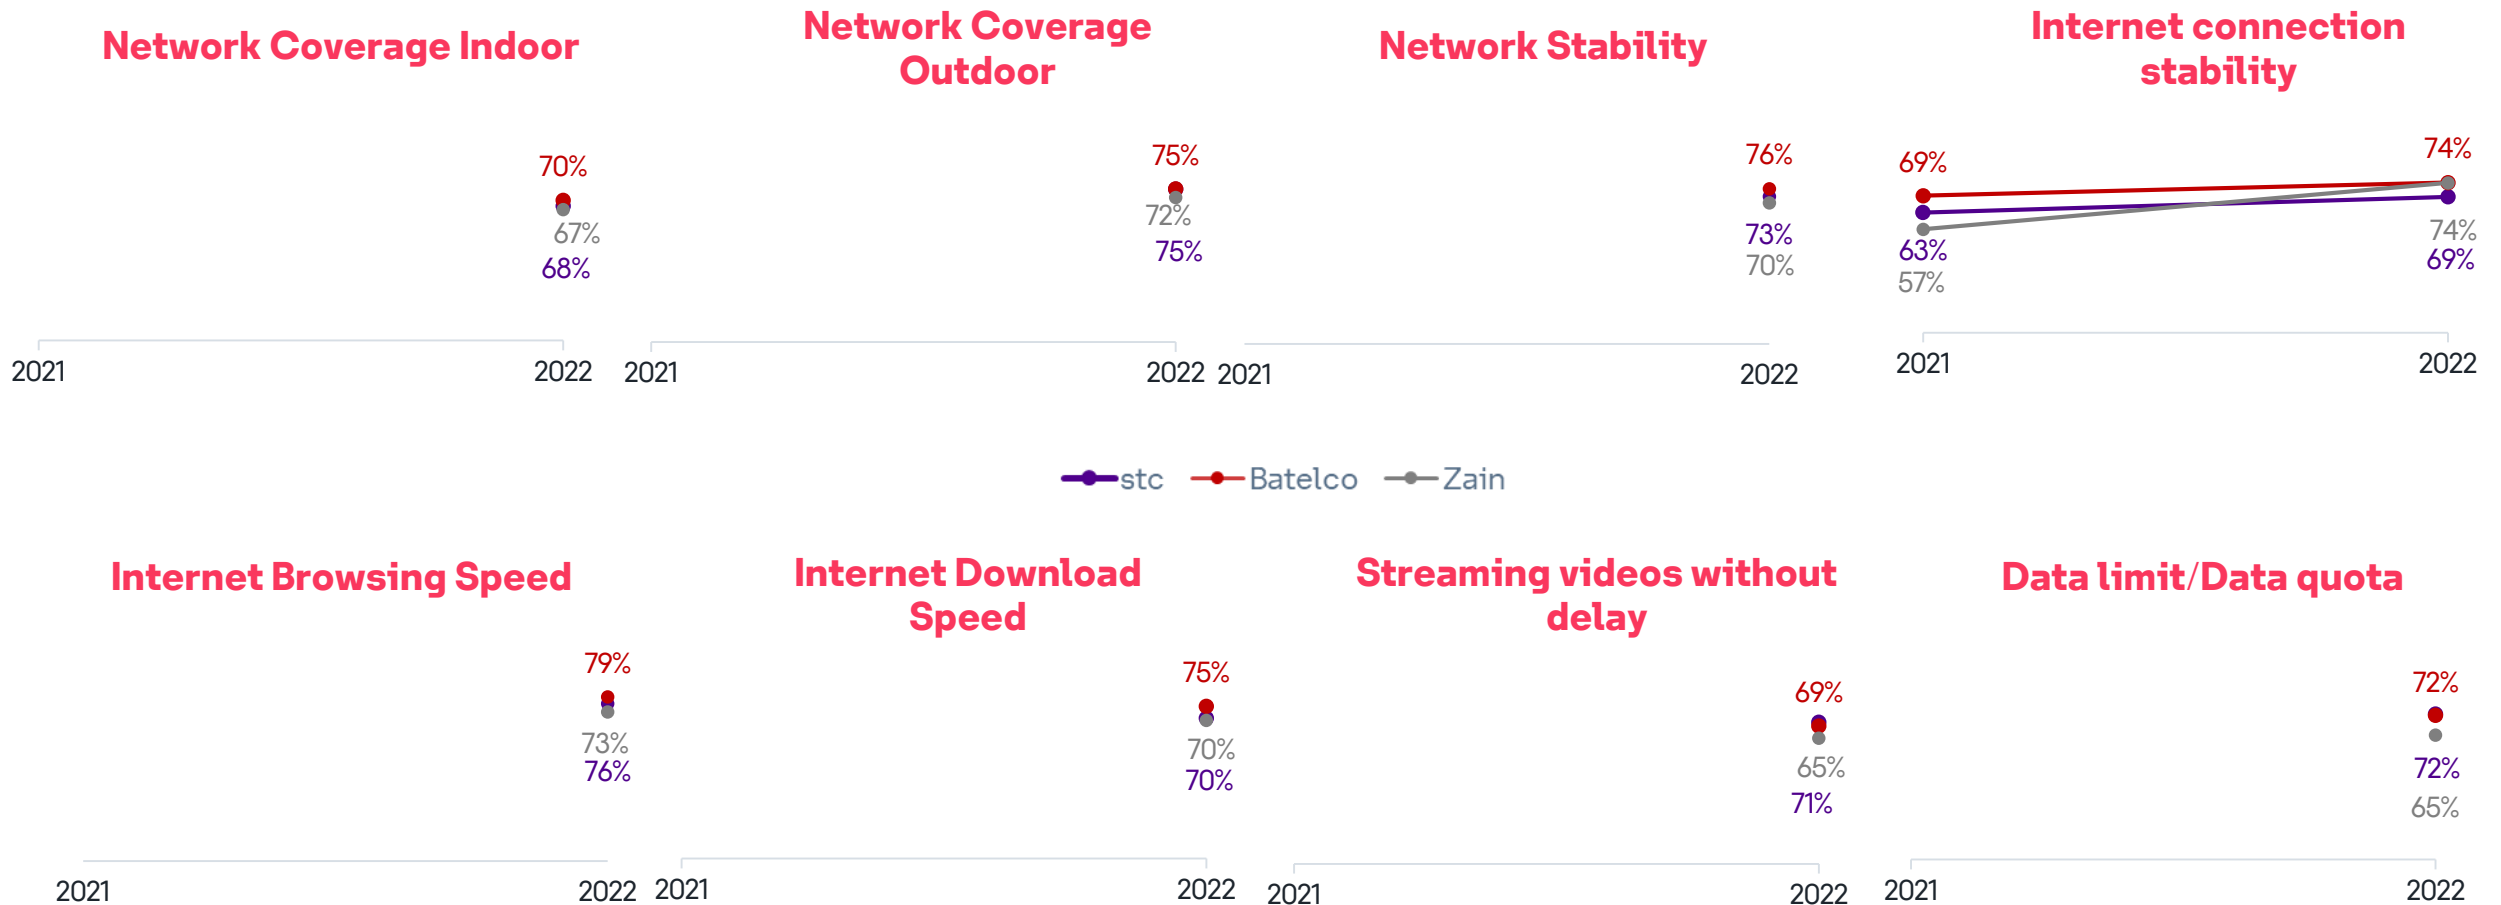 Network Coverage Indoor
70%
67%
68%
2021
2022
Network Coverage
Outdoor
75%
72%
75%
2021
2022
Network Stability
76%
73%
70%
2021
2022
Internet connection
stability
69%
63%
57%
74%
74%
69%
2021
2022
stc
Batelco
Zain
Internet Browsing Speed
79%
73%
76%
2021
2022
Internet Download
Speed
75%
70%
70%
2021
2022
Streaming videos without
delay
69%
65%
71%
2021
2022
Data limit/Data quota
72%
72%
65%
2021
2022